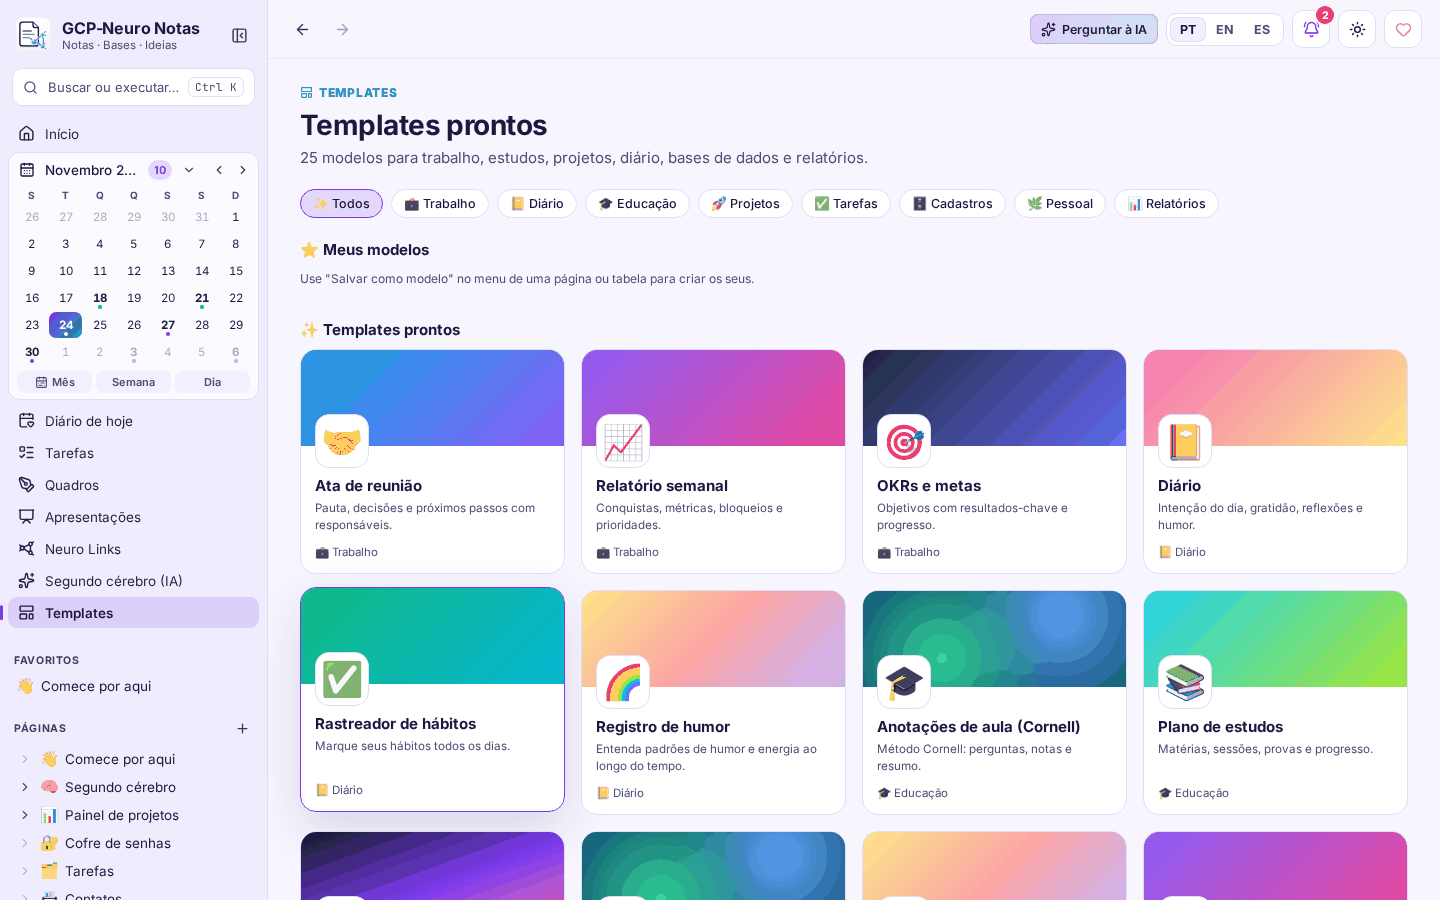 GCP-Neuro Notas
Notas · Bases · Ideias
Buscar ou executar... Ctrl K
Início
Novembro 2... 10
S T Q Q S S D
26 27 28 29 30 31 1
2 3 4 5 6 7 8
9 10 11 12 13 14 15
16 17 18 19 20 21 22
23 24 25 26 27 28 29
30 1 2 3 4 5 6
Mês Semana Dia
Diário de hoje
Tarefas
Quadros
Apresentações
Neuro Links
Segundo cérebro (IA)
Templates
FAVORITOS
Comece por aqui
PÁGINAS
Comece por aqui
Segundo cérebro
Painel de projetos
Cofre de senhas
Tarefas
Contatos
Perguntar à IA PT EN ES 2
TEMPLATES
Templates prontos
25 modelos para trabalho, estudos, projetos, diário, bases de dados e relatórios.
Todos Trabalho Diário Educação Projetos Tarefas Cadastros Pessoal Relatórios
Meus modelos
Use "Salvar como modelo" no menu de uma página ou tabela para criar os seus.
Templates prontos
Ata de reunião
Pauta, decisões e próximos passos com
responsáveis.
Trabalho
Relatório semanal
Conquistas, métricas, bloqueios e
prioridades.
Trabalho
OKRs e metas
Objetivos com resultados-chave e
progresso.
Trabalho
Diário
Intenção do dia, gratidão, reflexões e
humor.
Diário
Rastreador de hábitos
Marque seus hábitos todos os dias.
Diário
Registro de humor
Entenda padrões de humor e energia ao
longo do tempo.
Diário
Anotações de aula (Cornell)
Método Cornell: perguntas, notas e
resumo.
Educação
Plano de estudos
Matérias, sessões, provas e progresso.
Educação